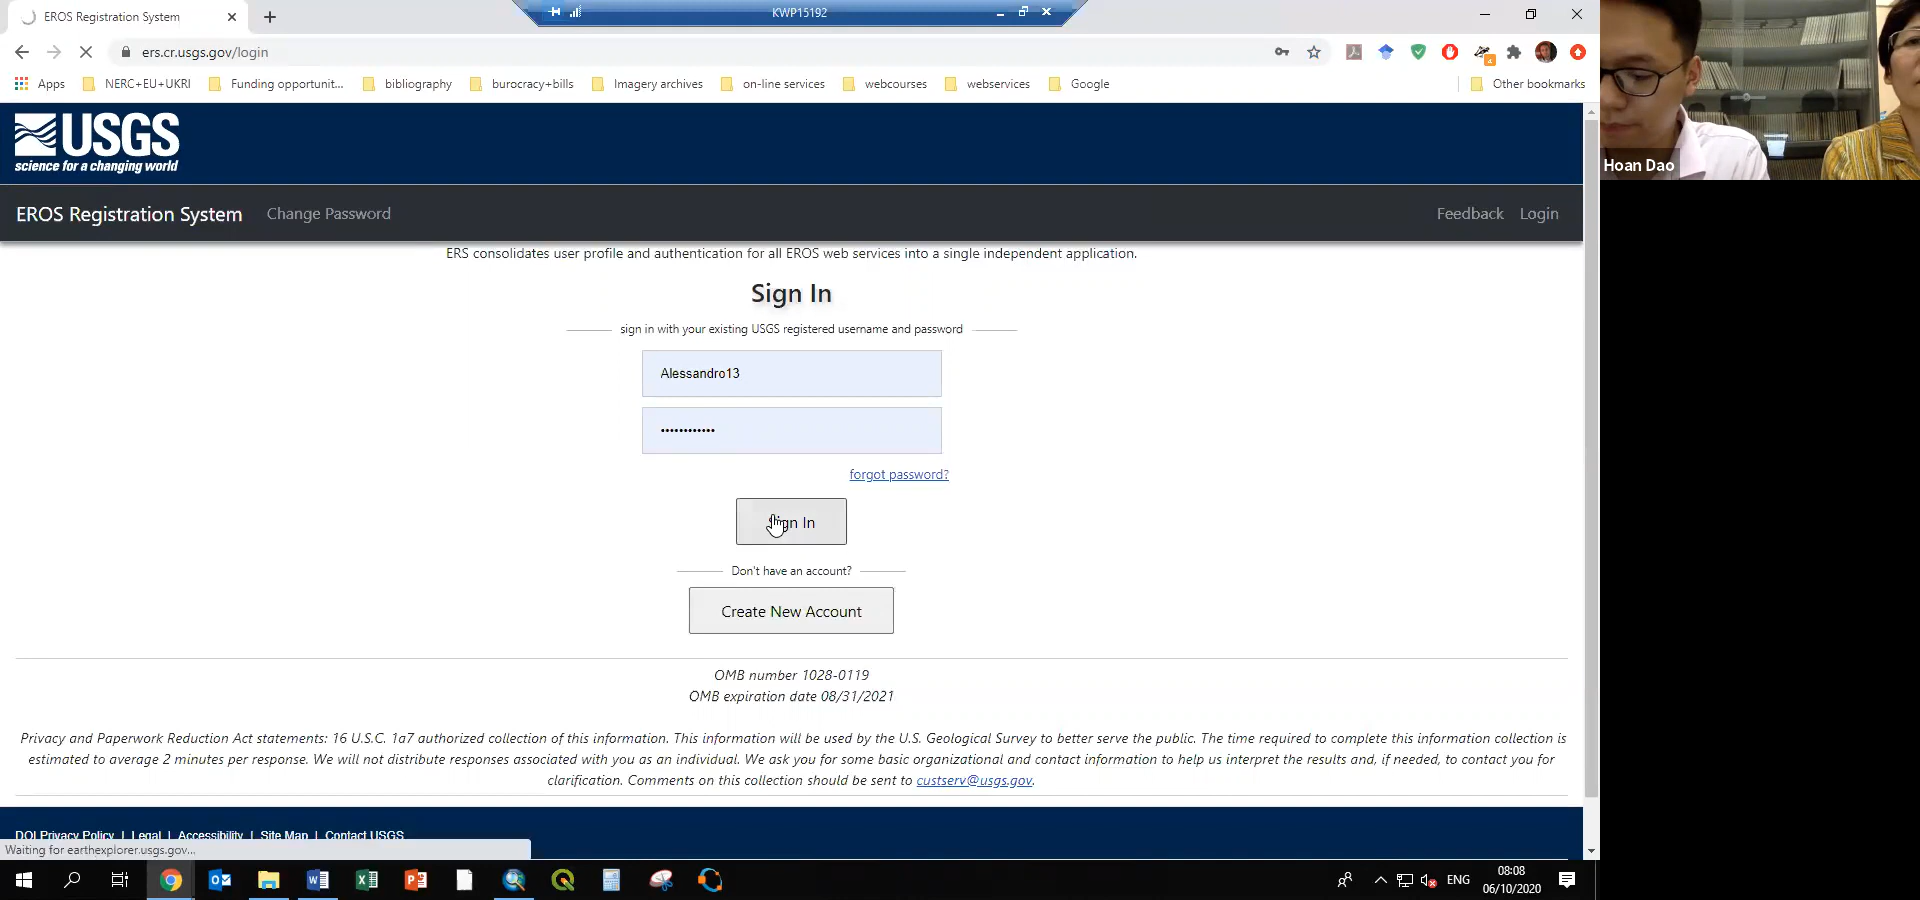 EROS Registration System
KWP15192
ers.cr.usgs.gov/login
Apps NERC+EU+UKRI Funding opportunit... bibliography burocracy+bills Imagery archives on-line services webcourses webservices Google Other bookmarks
USGS
science for a changing world
Hoan Dao
EROS Registration System Change Password Feedback Login
ERS consolidates user profile and authentication for all EROS web services into a single independent application.
Sign In
sign in with your existing USGS registered username and password
Alessandro13
••••••••••••
forgot password?
Sign In
Don't have an account?
Create New Account
OMB number 1028-0119
OMB expiration date 08/31/2021
Privacy and Paperwork Reduction Act statements: 16 U.S.C. 1a7 authorized collection of this information. This information will be used by the U.S. Geological Survey to better serve the public. The time required to complete this information collection is
estimated to average 2 minutes per response. We will not distribute responses associated with you as an individual. We ask you for some basic organizational and contact information to help us interpret the results and, if needed, to contact you for
clarification. Comments on this collection should be sent to custserv@usgs.gov.
DOI Privacy Policy | Legal | Accessibility | Site Map | Contact USGS
Waiting for earthexplorer.usgs.gov...
ENG
08:08
06/10/2020